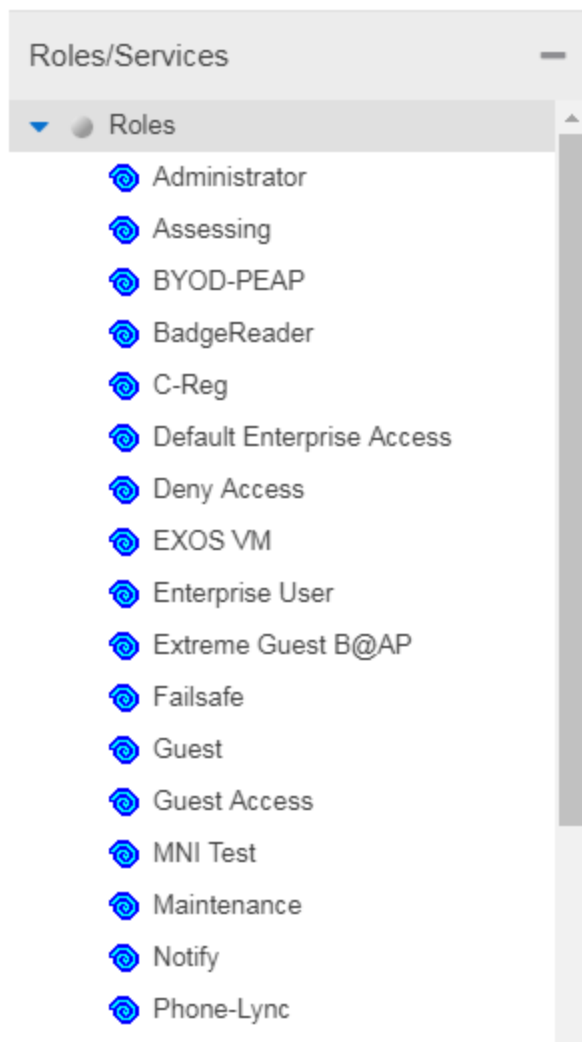 Roles/Services
Roles
Administrator
Assessing
BYOD-PEAP
BadgeReader
C-Reg
Default Enterprise Access
Deny Access
EXOS VM
Enterprise User
Extreme Guest B@AP
Failsafe
Guest
Guest Access
MNI Test
Maintenance
Notify
Phone-Lync